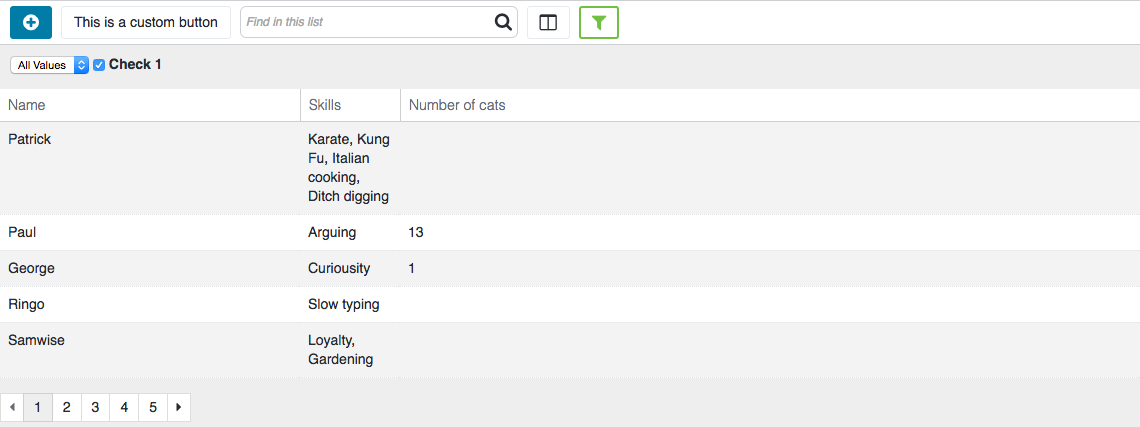 This is a custom button Find in this list
All Values Check 1
Name Skills Number of cats
Patrick Karate, Kung
Fu, Italian
cooking,
Ditch digging
Paul Arguing 13
George Curiousity 1
Ringo Slow typing
Samwise Loyalty,
Gardening
1 2 3 4 5